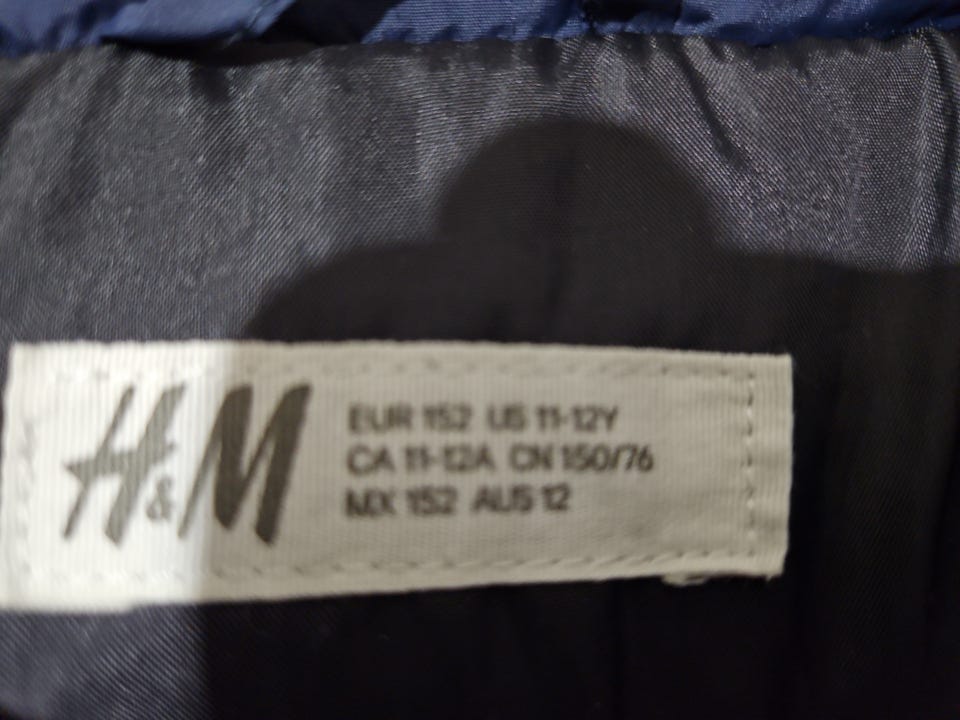 H&M
EUR 152 US 11-12Y
CA 11-12A CN 150/76
MX 152 AUS 12